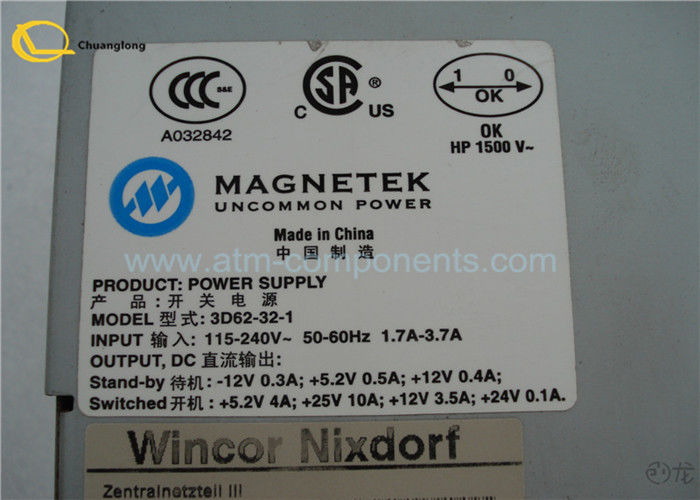 Chuanglong
CCC S&E
A032842
CSA ®
C US
1 0
OK
OK
HP 1500 V~
MAGNETEK
UNCOMMON POWER
Made in China
中国制造
www.atm-components.com
PRODUCT: POWER SUPPLY
产 品: 开 关 电 源
MODEL 型式: 3D62-32-1
INPUT 输入: 115-240V~ 50-60Hz 1.7A-3.7A
OUTPUT, DC 直流输出:
Stand-by 待机: -12V 0.3A; +5.2V 0.5A; +12V 0.4A;
Switched 开机: +5.2V 4A; +25V 10A; +12V 3.5A; +24V 0.1A.
Wincor Nixdorf
Zentralnetzteil III
龙